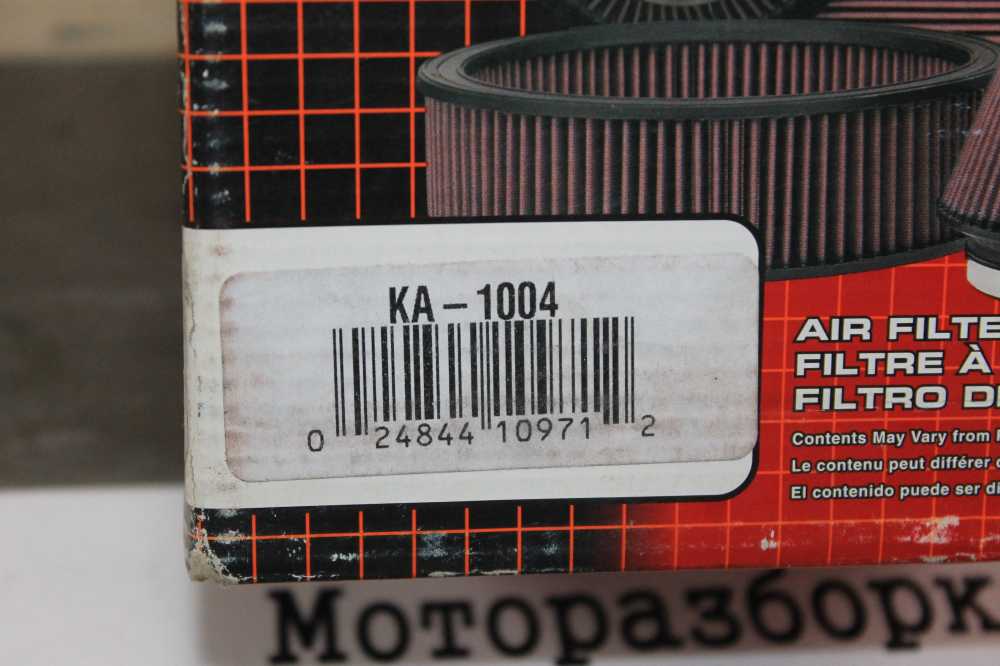 KA – 1004
0 24844 10971 2
AIR FILTE
FILTRE À
FILTRO D
Contents May Vary from
Le contenu peut différer
El contenido puede ser di
Моторазборк